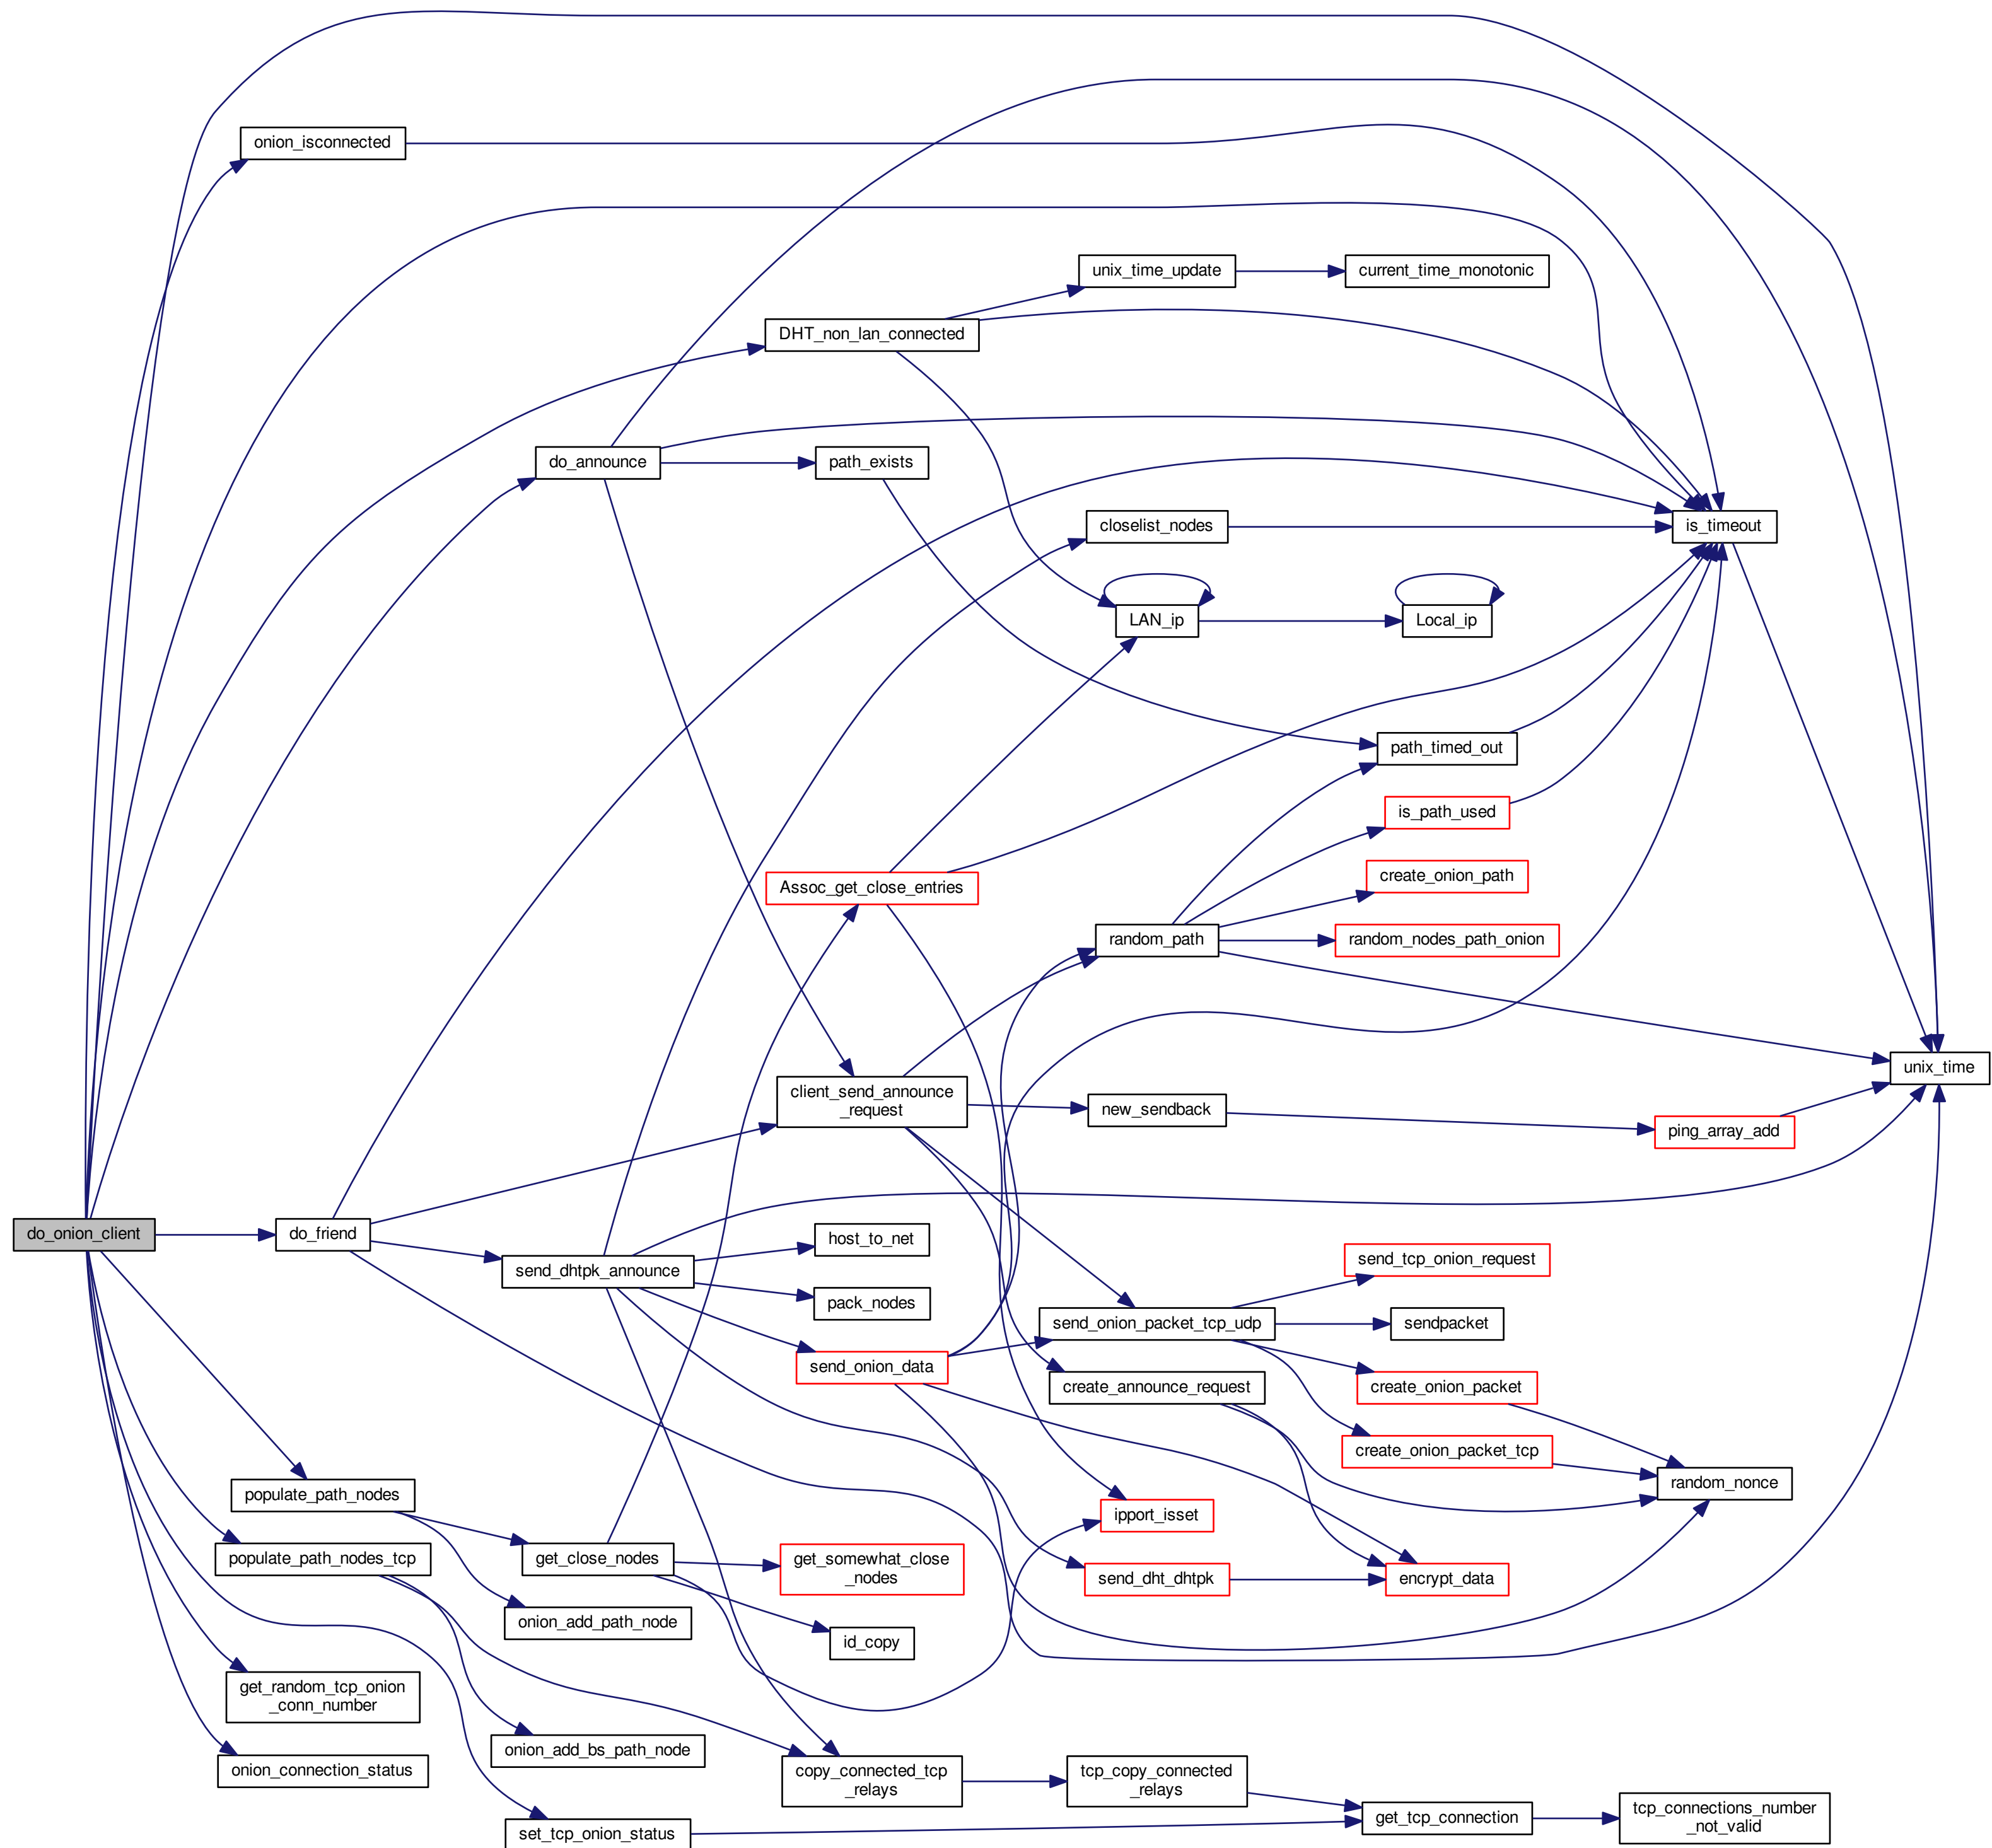 onion_isconnected
unix_time_update
current_time_monotonic
DHT_non_lan_connected
do_announce
path_exists
closelist_nodes
is_timeout
LAN_ip
Local_ip
path_timed_out
is_path_used
Assoc_get_close_entries
create_onion_path
random_path
random_nodes_path_onion
unix_time
client_send_announce
_request
new_sendback
ping_array_add
do_onion_client
do_friend
host_to_net
send_dhtpk_announce
send_tcp_onion_request
pack_nodes
send_onion_packet_tcp_udp
sendpacket
send_onion_data
create_announce_request
create_onion_packet
create_onion_packet_tcp
random_nonce
populate_path_nodes
ipport_isset
populate_path_nodes_tcp
get_close_nodes
get_somewhat_close
_nodes
send_dht_dhtpk
encrypt_data
onion_add_path_node
id_copy
get_random_tcp_onion
_conn_number
onion_add_bs_path_node
onion_connection_status
copy_connected_tcp
_relays
tcp_copy_connected
_relays
get_tcp_connection
tcp_connections_number
_not_valid
set_tcp_onion_status